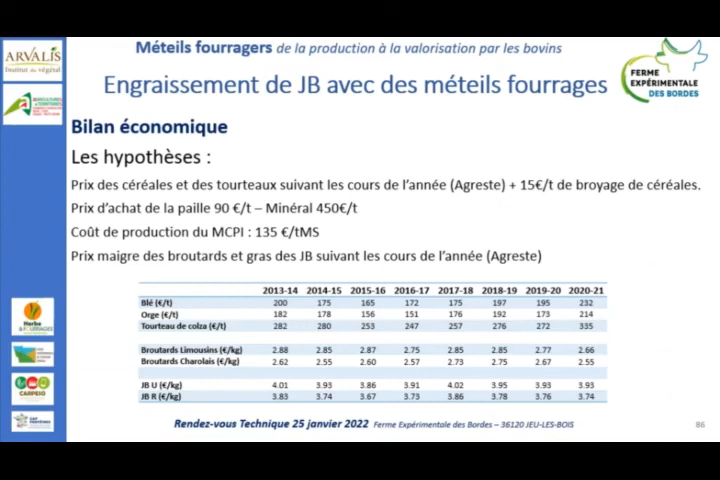 Méteils fourragers de la production à la valorisation par les bovins
ARVALIS
Institut du végétal
Engraissement de JB avec des méteils fourrages
FERME
EXPÉRIMENTALE
DES BORDES
Bilan économique
Les hypothèses :
Prix des céréales et des tourteaux suivant les cours de l'année (Agreste) + 15€/t de broyage de céréales.
Prix d'achat de la paille 90 €/t – Minéral 450€/t
Coût de production du MCPI : 135 €/tMS
Prix maigre des broutards et gras des JB suivant les cours de l'année (Agreste)
2013-14 2014-15 2015-16 2016-17 2017-18 2018-19 2019-20 2020-21
Blé (€/t) 200 175 165 172 175 197 195 232
Orge (€/t) 182 178 156 151 176 192 173 214
Tourteau de colza (€/t) 282 280 253 247 257 276 272 335
Broutards Limousins (€/kg) 2.88 2.85 2.87 2.75 2.85 2.85 2.77 2.66
Broutards Charolais (€/kg) 2.62 2.55 2.60 2.57 2.73 2.75 2.67 2.55
JB U (€/kg) 4.01 3.93 3.86 3.91 4.02 3.95 3.93 3.93
JB R (€/kg) 3.83 3.74 3.67 3.73 3.86 3.78 3.76 3.74
Herbe
& FOURRAGES
CARPESO
CAP PROTÉINES
Rendez-vous Technique 25 janvier 2022 Ferme Expérimentale des Bordes – 36120 JEU-LES-BOIS
86